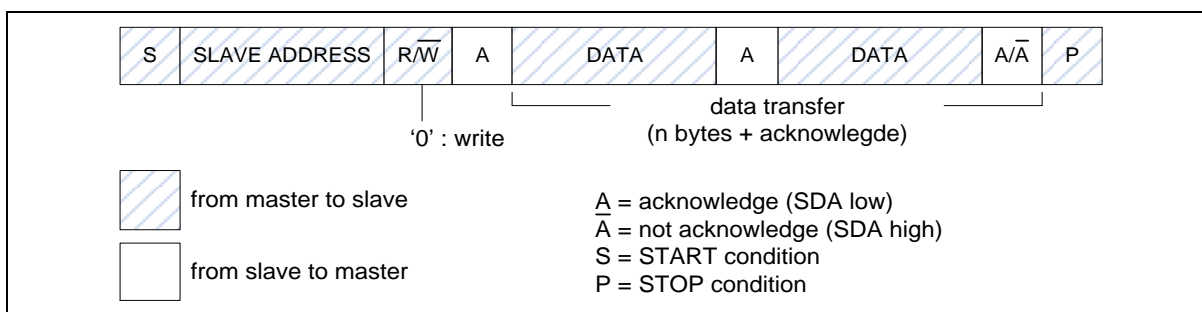 S SLAVE ADDRESS R/W̅ A DATA A DATA A/A̅ P
data transfer
(n bytes + acknowlegde)
‘0’ : write
from master to slave
from slave to master
A = acknowledge (SDA low)
A̅ = not acknowledge (SDA high)
S = START condition
P = STOP condition